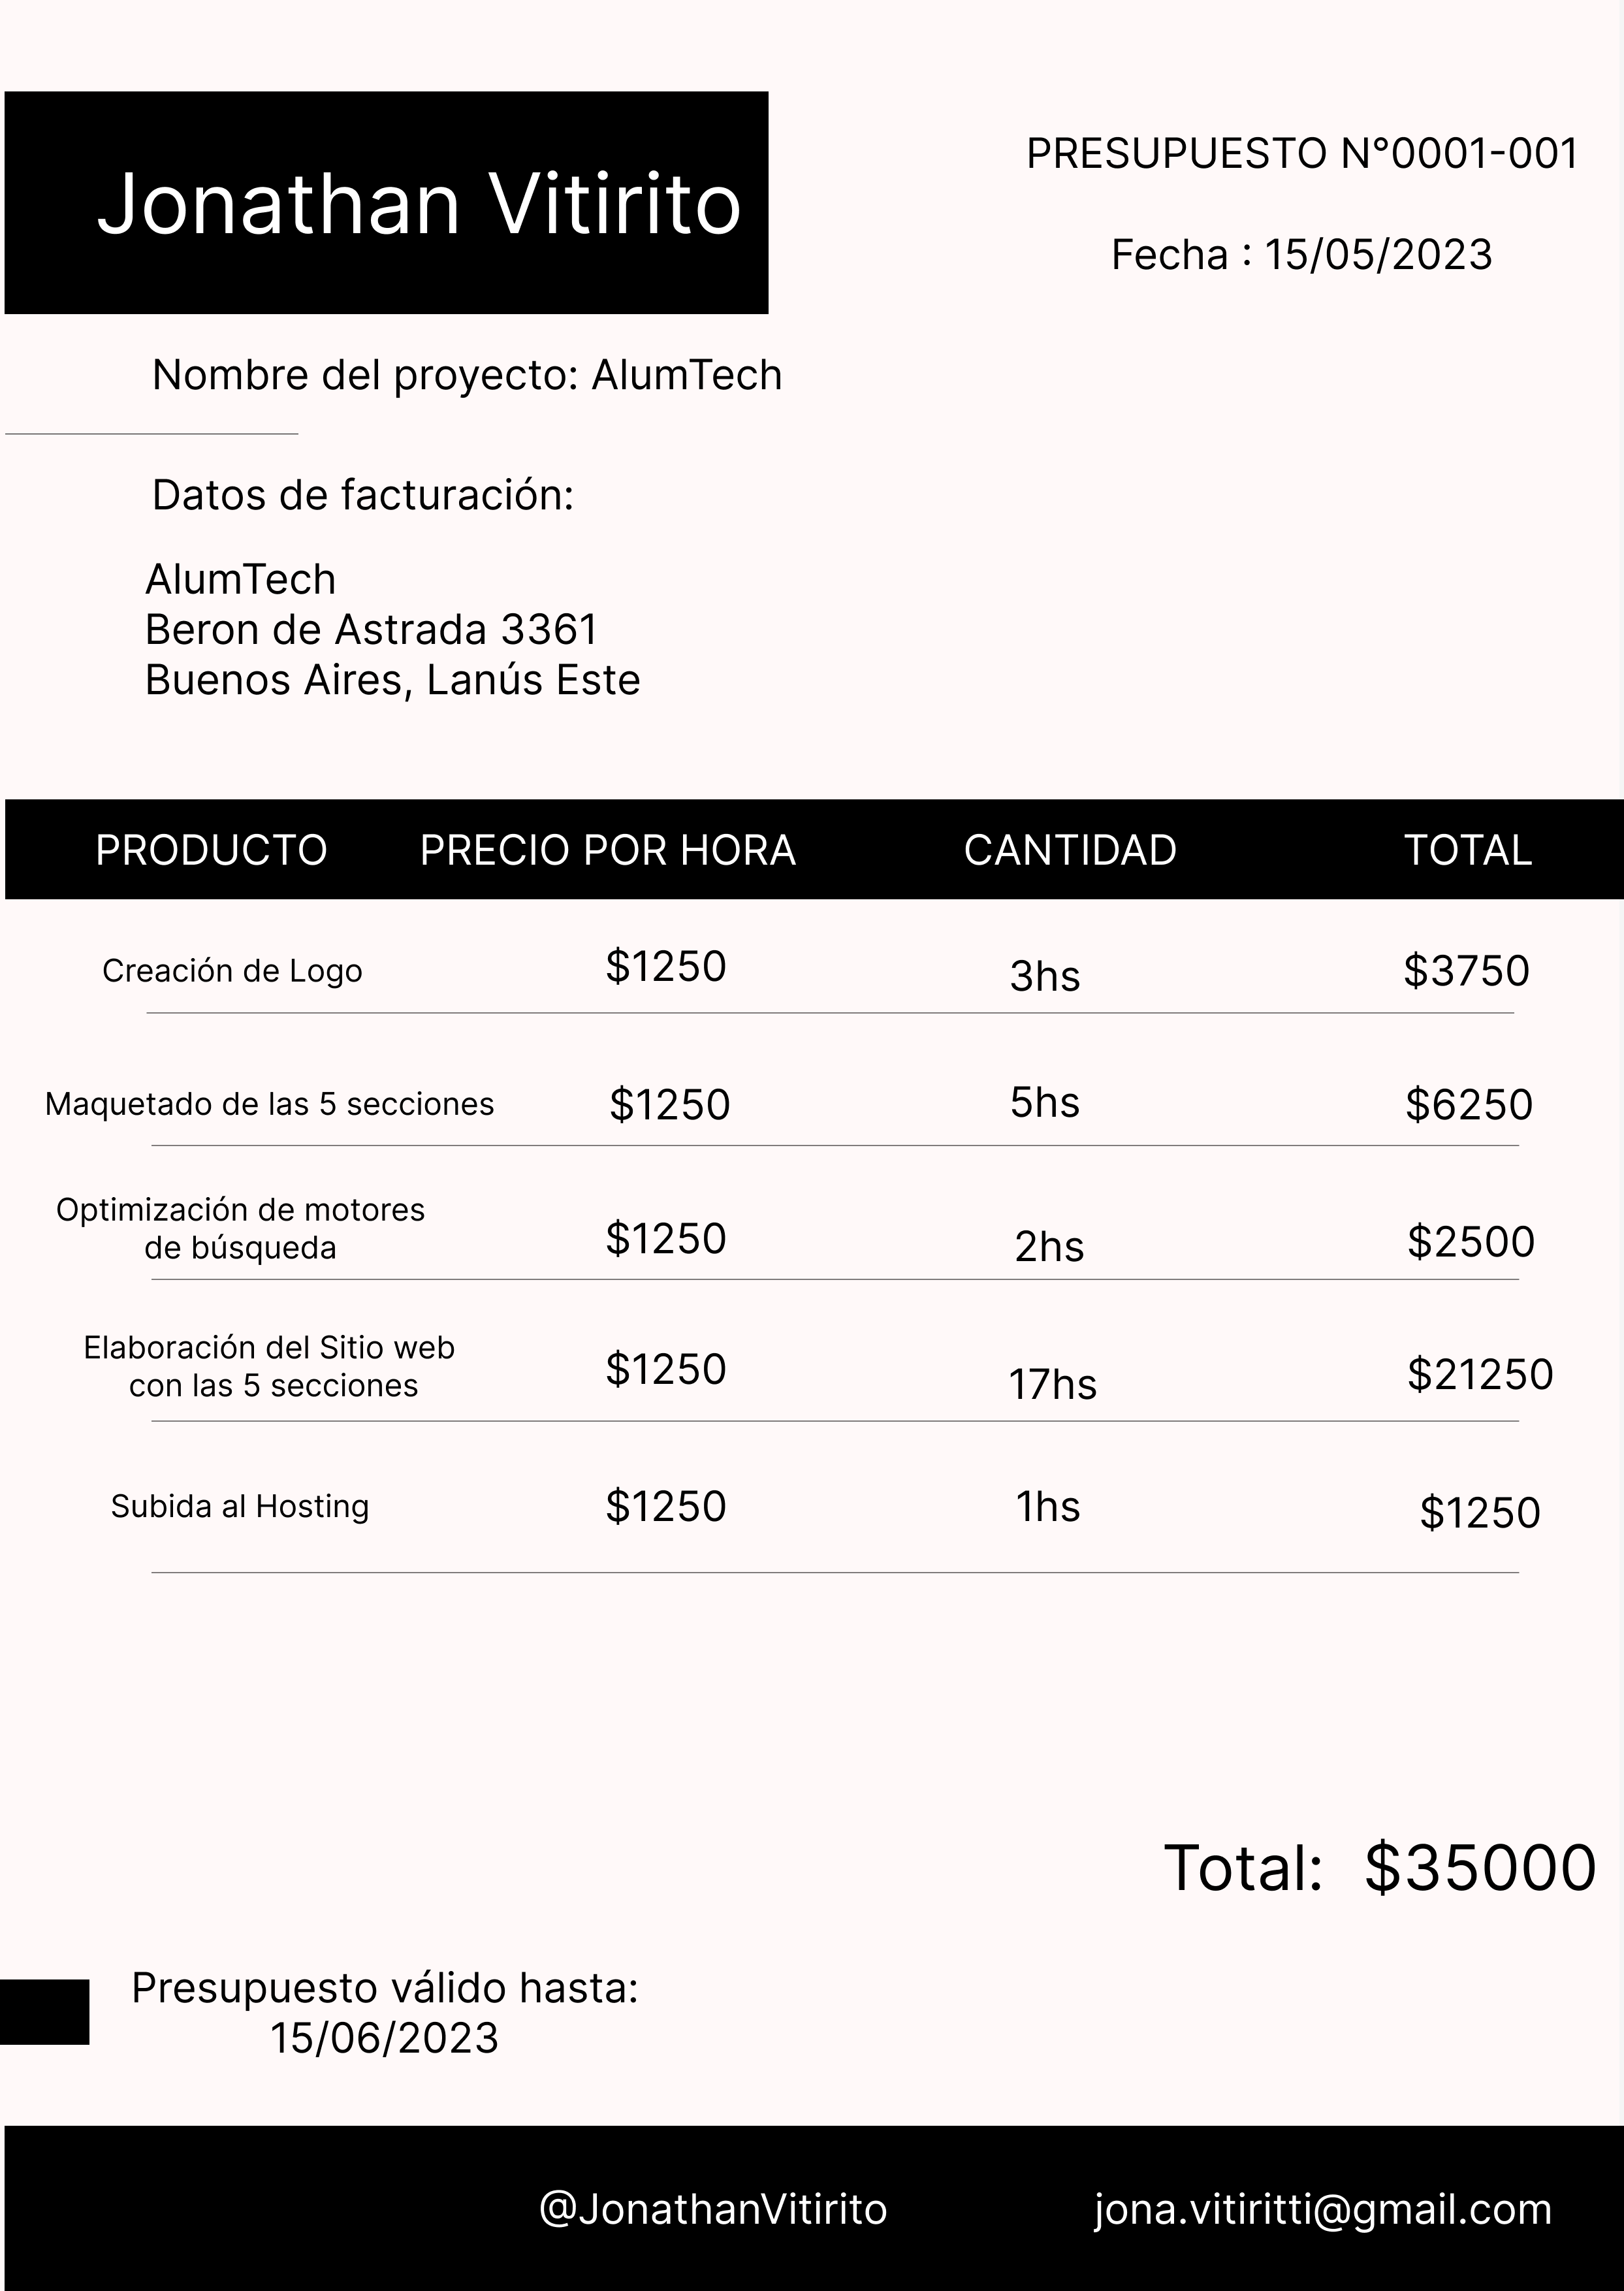 Jonathan Vitirito
PRESUPUESTO N°0001-001
Fecha : 15/05/2023
Nombre del proyecto: AlumTech
Datos de facturación:
AlumTech
Beron de Astrada 3361
Buenos Aires, Lanús Este
PRODUCTO PRECIO POR HORA CANTIDAD TOTAL
Creación de Logo $1250 3hs $3750
Maquetado de las 5 secciones $1250 5hs $6250
Optimización de motores
de búsqueda $1250 2hs $2500
Elaboración del Sitio web
con las 5 secciones $1250 17hs $21250
Subida al Hosting $1250 1hs $1250
Total: $35000
Presupuesto válido hasta:
15/06/2023
@JonathanVitirito jona.vitiritti@gmail.com